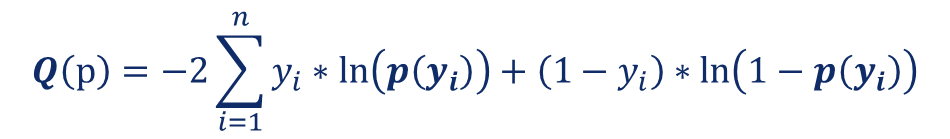 Q(p) = −2 ∑_{i=1}^{n} y_i * ln(p(y_i)) + (1 − y_i) * ln(1 − p(y_i))